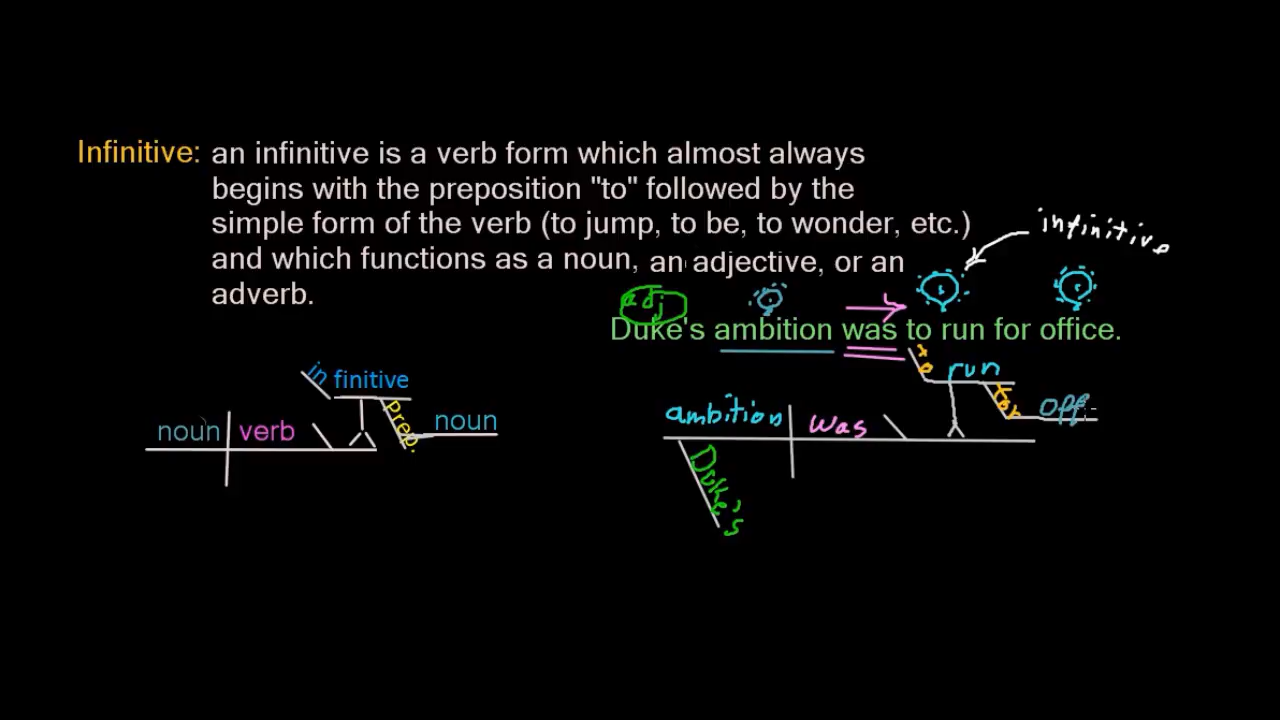 Infinitive: an infinitive is a verb form which almost always
begins with the preposition "to" followed by the
simple form of the verb (to jump, to be, to wonder, etc.)
and which functions as a noun, an adjective, or an
adverb.
infinitive
adj
Duke's ambition was to run for office.
in finitive
prep.
noun
noun verb
to run
for
off
ambition was
Duke's